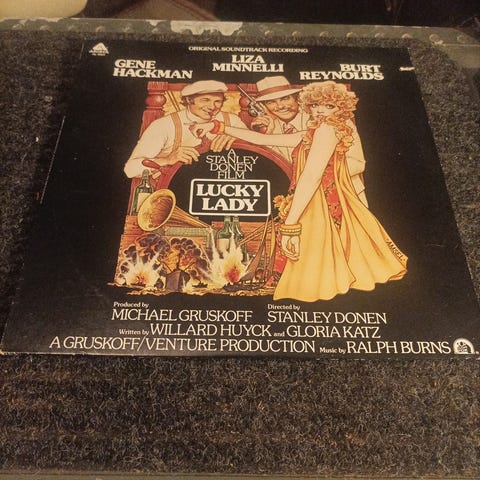 ORIGINAL SOUNDTRACK RECORDING
GENE HACKMAN
LIZA MINNELLI
BURT REYNOLDS
A
STANLEY
DONEN
FILM
LUCKY
LADY
Produced by
MICHAEL GRUSKOFF
Directed by
STANLEY DONEN
Written by WILLARD HUYCK and GLORIA KATZ
A GRUSKOFF/VENTURE PRODUCTION Music by RALPH BURNS